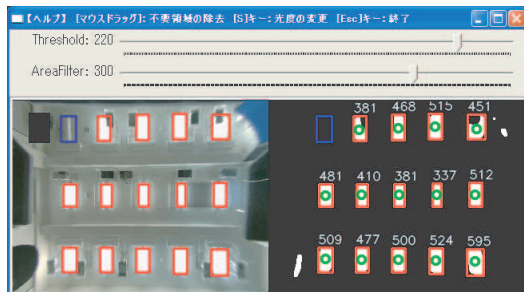 【ヘルプ】 [マウスドラッグ]: 不要領域の除去 [S]キー: 光度の変更 [Esc]キー: 終了
Threshold: 220
AreaFilter: 300
381 468 515 451
481 410 381 337 512
509 477 500 524 595